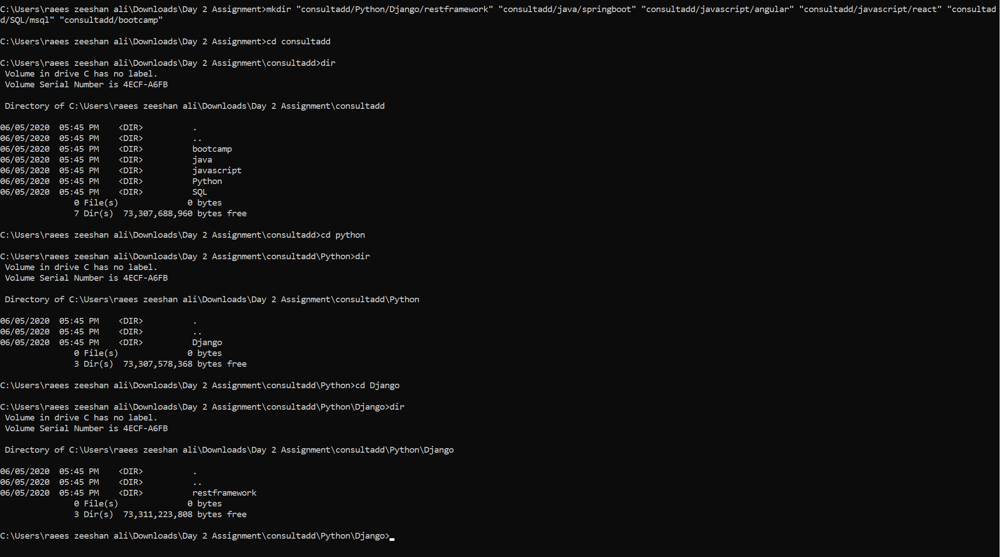 C:\Users\raees zeeshan ali\Downloads\Day 2 Assignment>mkdir "consultadd/Python/Django/restframework" "consultadd/java/springboot" "consultadd/javascript/angular" "consultadd/javascript/react" "consultad
d/SQL/msql" "consultadd/bootcamp"
C:\Users\raees zeeshan ali\Downloads\Day 2 Assignment>cd consultadd
C:\Users\raees zeeshan ali\Downloads\Day 2 Assignment\consultadd>dir
 Volume in drive C has no label.
 Volume Serial Number is 4ECF-A6FB
 Directory of C:\Users\raees zeeshan ali\Downloads\Day 2 Assignment\consultadd
06/05/2020  05:45 PM    <DIR>          .
06/05/2020  05:45 PM    <DIR>          ..
06/05/2020  05:45 PM    <DIR>          bootcamp
06/05/2020  05:45 PM    <DIR>          java
06/05/2020  05:45 PM    <DIR>          javascript
06/05/2020  05:45 PM    <DIR>          Python
06/05/2020  05:45 PM    <DIR>          SQL
               0 File(s)              0 bytes
               7 Dir(s)  73,307,688,960 bytes free
C:\Users\raees zeeshan ali\Downloads\Day 2 Assignment\consultadd>cd python
C:\Users\raees zeeshan ali\Downloads\Day 2 Assignment\consultadd\Python>dir
 Volume in drive C has no label.
 Volume Serial Number is 4ECF-A6FB
 Directory of C:\Users\raees zeeshan ali\Downloads\Day 2 Assignment\consultadd\Python
06/05/2020  05:45 PM    <DIR>          .
06/05/2020  05:45 PM    <DIR>          ..
06/05/2020  05:45 PM    <DIR>          Django
               0 File(s)              0 bytes
               3 Dir(s)  73,307,578,368 bytes free
C:\Users\raees zeeshan ali\Downloads\Day 2 Assignment\consultadd\Python>cd Django
C:\Users\raees zeeshan ali\Downloads\Day 2 Assignment\consultadd\Python\Django>dir
 Volume in drive C has no label.
 Volume Serial Number is 4ECF-A6FB
 Directory of C:\Users\raees zeeshan ali\Downloads\Day 2 Assignment\consultadd\Python\Django
06/05/2020  05:45 PM    <DIR>          .
06/05/2020  05:45 PM    <DIR>          ..
06/05/2020  05:45 PM    <DIR>          restframework
               0 File(s)              0 bytes
               3 Dir(s)  73,311,223,808 bytes free
C:\Users\raees zeeshan ali\Downloads\Day 2 Assignment\consultadd\Python\Django>